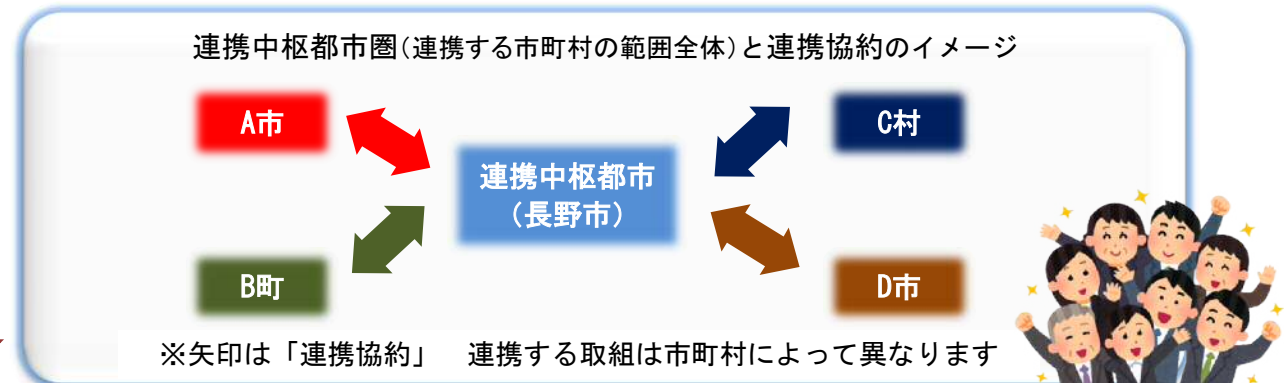 連携中枢都市圏(連携する市町村の範囲全体)と連携協約のイメージ
A市
C村
連携中枢都市
（長野市）
B町
D市
※矢印は「連携協約」　連携する取組は市町村によって異なります